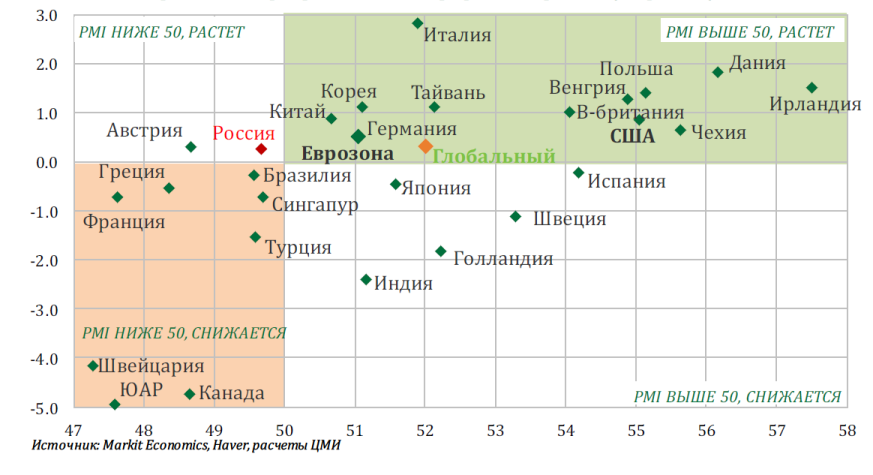 3.0
PMI НИЖЕ 50, РАСТЕТ
PMI ВЫШЕ 50, РАСТЕТ
Италия
2.0
Польша
Дания
Корея
Тайвань
Венгрия
Ирландия
1.0
Китай
В-британия
Австрия
Россия
Германия
США
Чехия
Еврозона
Глобальный
0.0
Греция
Бразилия
Япония
Испания
-1.0
Франция
Сингапур
Швеция
Турция
-2.0
Голландия
Индия
-3.0
PMI НИЖЕ 50, СНИЖАЕТСЯ
-4.0
Швейцария
ЮАР
Канада
PMI ВЫШЕ 50, СНИЖАЕТСЯ
-5.0
47 48 49 50 51 52 53 54 55 56 57 58
Источник: Markit Economics, Haver, расчеты ЦМИ